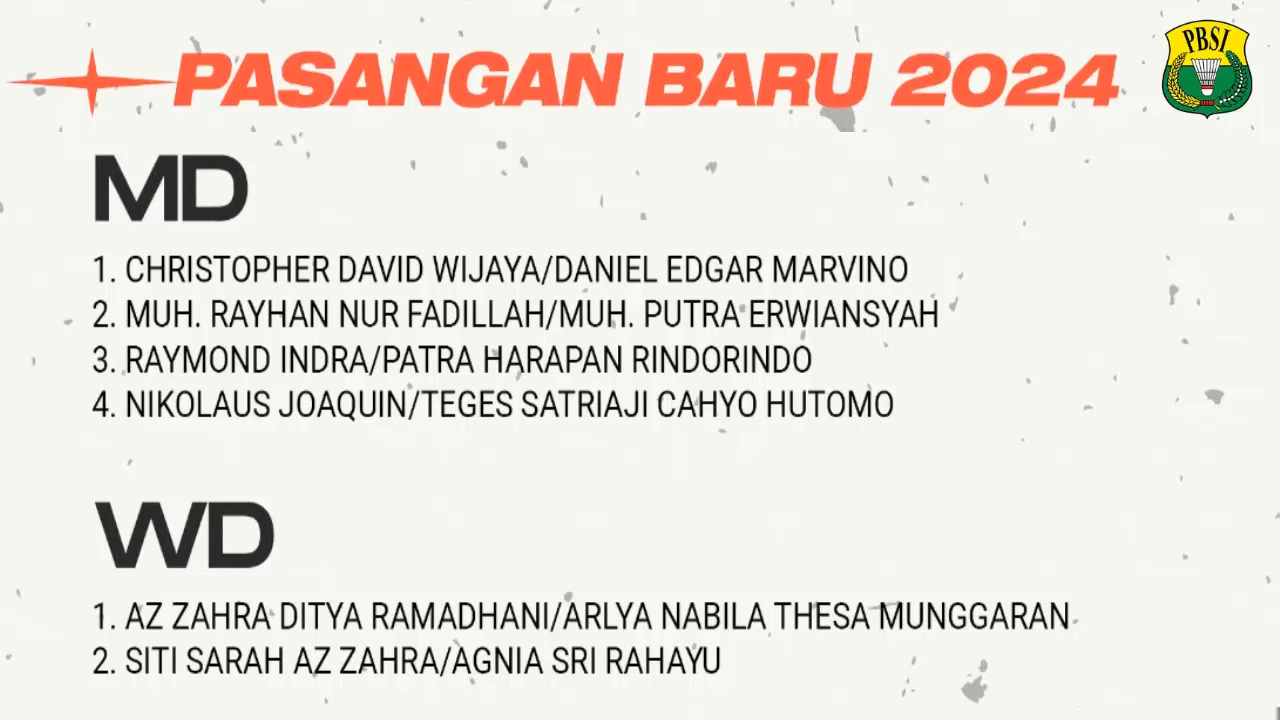 PASANGAN BARU 2024
PBSI
MD
1. CHRISTOPHER DAVID WIJAYA/DANIEL EDGAR MARVINO
2. MUH. RAYHAN NUR FADILLAH/MUH. PUTRA ERWIANSYAH
3. RAYMOND INDRA/PATRA HARAPAN RINDORINDO
4. NIKOLAUS JOAQUIN/TEGES SATRIAJI CAHYO HUTOMO
WD
1. AZ ZAHRA DITYA RAMADHANI/ARLYA NABILA THESA MUNGGARAN
2. SITI SARAH AZ ZAHRA/AGNIA SRI RAHAYU